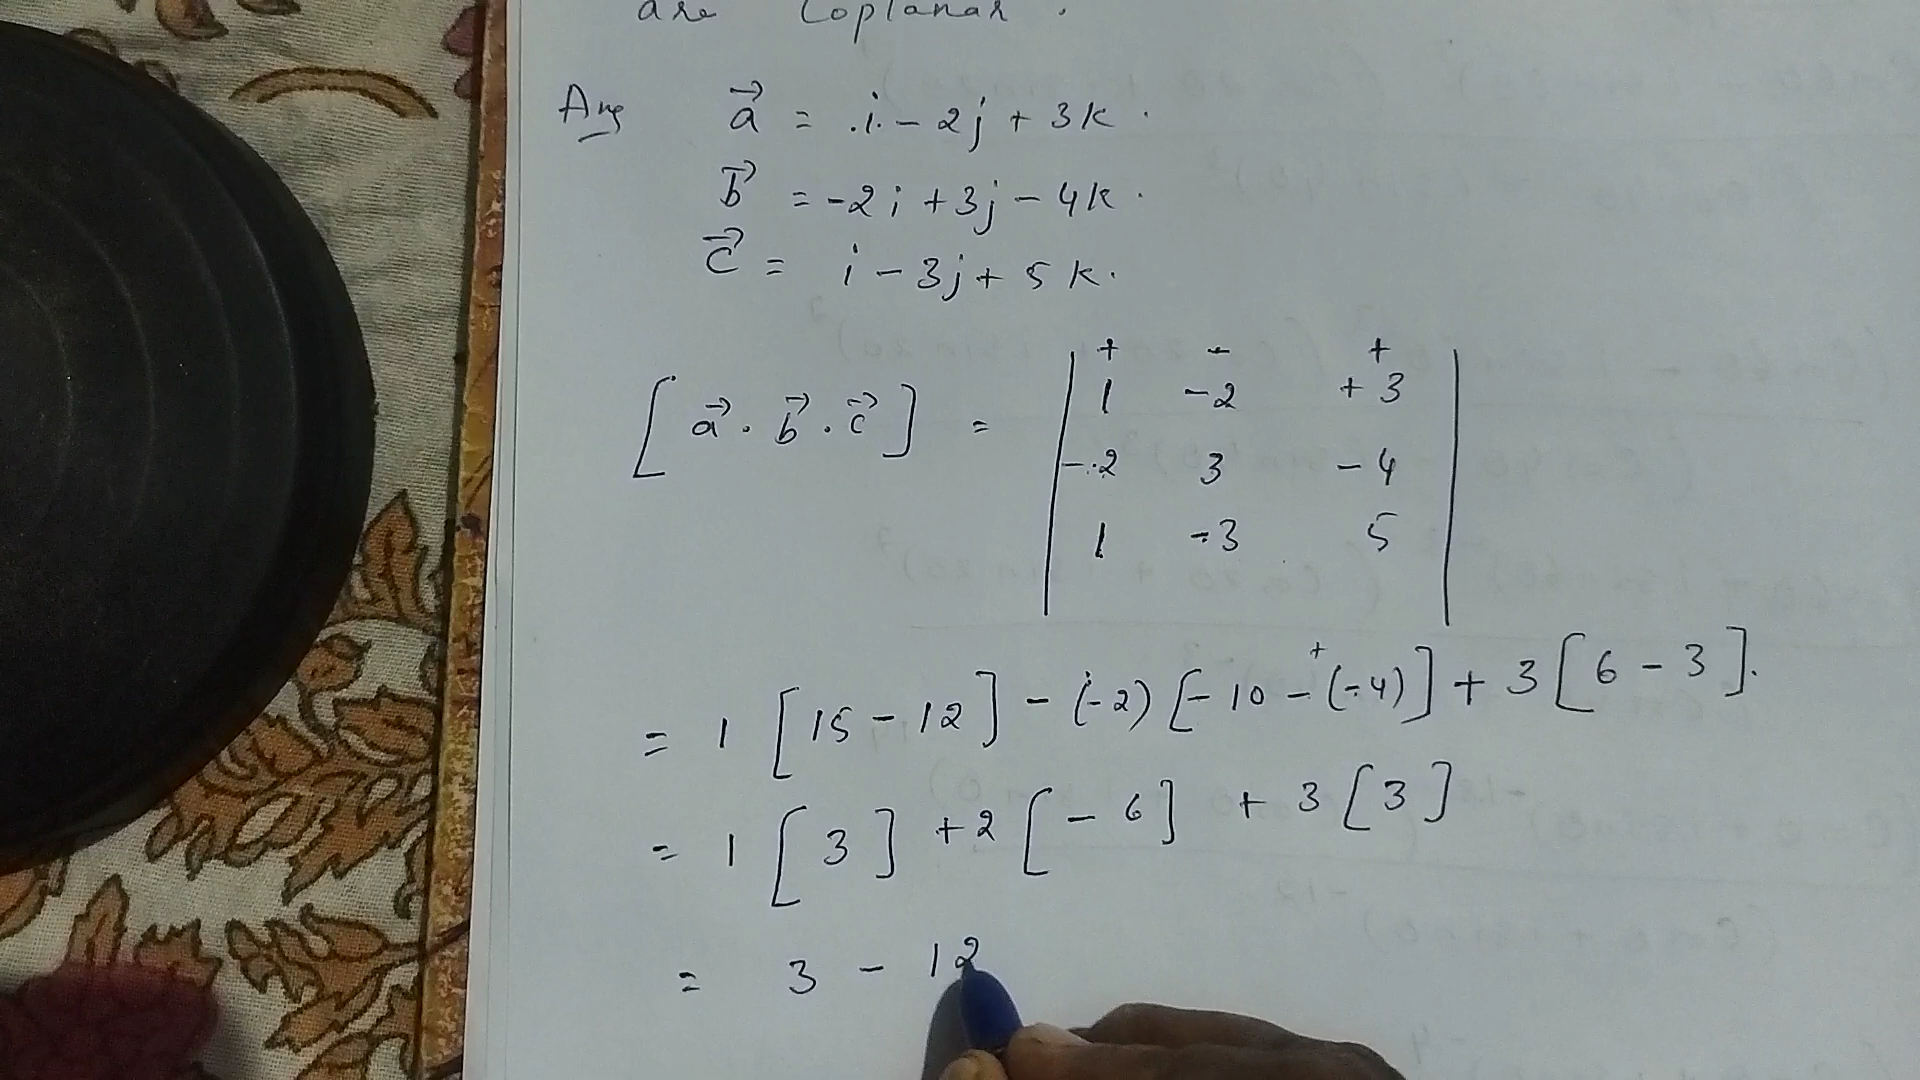 are Coplanar.
Ans a⃗ = i - 2j + 3k.
b⃗ = -2i + 3j - 4k.
c⃗ = i - 3j + 5k.
+ - +
1 -2 +3
[a⃗ . b⃗ . c⃗] = -2 3 -4
1 -3 5
+
= 1 [15 - 12] - (-2) [-10 - (-4)] + 3 [6 - 3].
= 1 [3] + 2 [-6] + 3 [3]
= 3 - 12